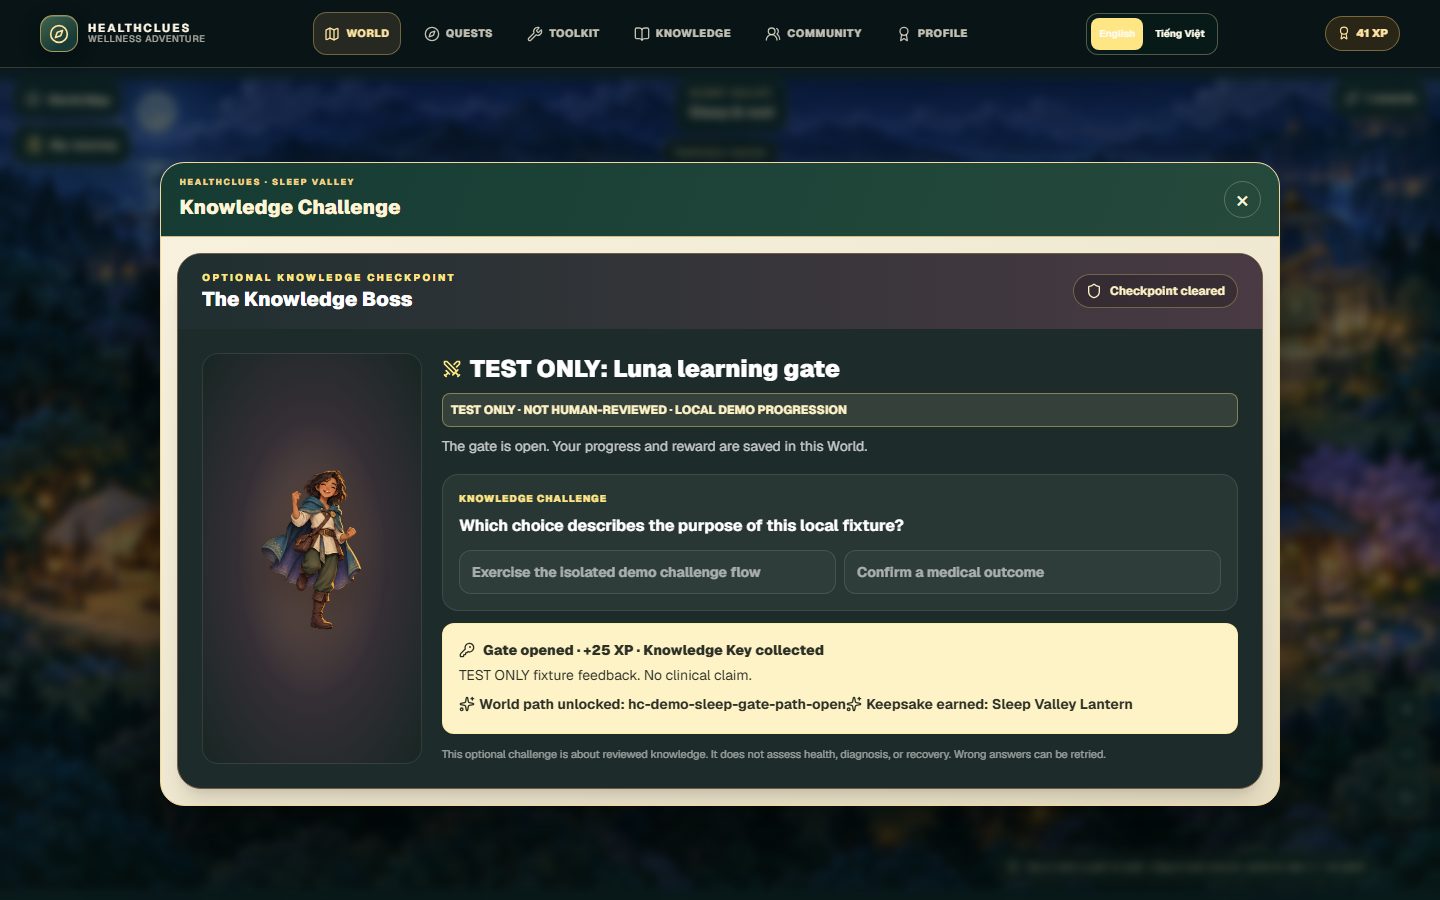 HEALTHCLUES
WELLNESS ADVENTURE
WORLD
QUESTS
TOOLKIT
KNOWLEDGE
COMMUNITY
PROFILE
English
Tiếng Việt
41 XP
HEALTHCLUES · SLEEP VALLEY
Knowledge Challenge
OPTIONAL KNOWLEDGE CHECKPOINT
The Knowledge Boss
Checkpoint cleared
TEST ONLY: Luna learning gate
TEST ONLY · NOT HUMAN-REVIEWED · LOCAL DEMO PROGRESSION
The gate is open. Your progress and reward are saved in this World.
KNOWLEDGE CHALLENGE
Which choice describes the purpose of this local fixture?
Exercise the isolated demo challenge flow
Confirm a medical outcome
Gate opened · +25 XP · Knowledge Key collected
TEST ONLY fixture feedback. No clinical claim.
World path unlocked: hc-demo-sleep-gate-path-open Keepsake earned: Sleep Valley Lantern
This optional challenge is about reviewed knowledge. It does not assess health, diagnosis, or recovery. Wrong answers can be retried.